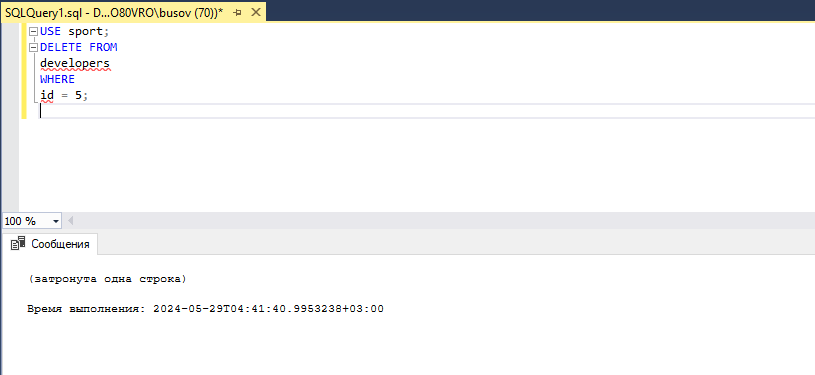 SQLQuery1.sql - D...O80VRO\busov (70))*
USE sport;
DELETE FROM
developers
WHERE
id = 5;
100 %
Сообщения
(затронута одна строка)
Время выполнения: 2024-05-29T04:41:40.9953238+03:00